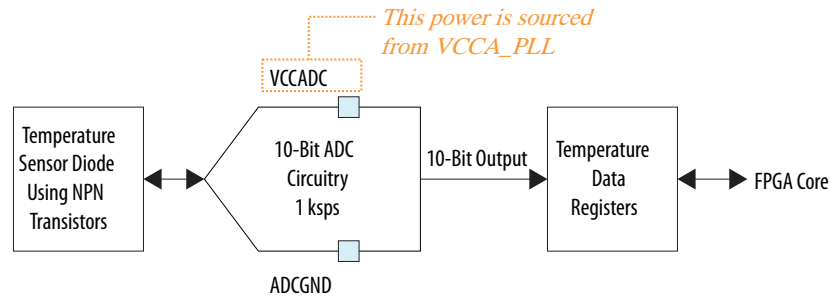 This power is sourced
from VCCA_PLL
VCCADC
Temperature
Sensor Diode
Using NPN
Transistors
10-Bit ADC
Circuitry
1 ksps
10-Bit Output
Temperature
Data
Registers
FPGA Core
ADCGND